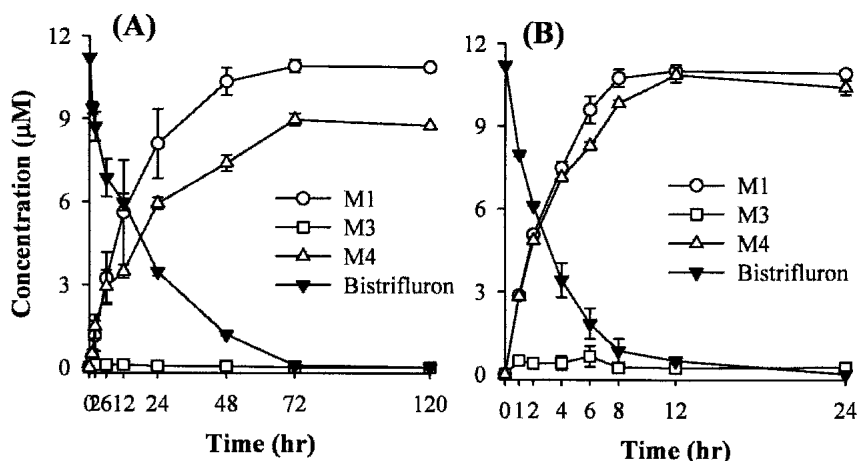 (A)
12
9
6
3
0
Concentration (μM)
M1
M3
M4
Bistrifluron
0 2 6 12 24 48 72 120
Time (hr)
(B)
12
9
6
3
0
M1
M3
M4
Bistrifluron
0 1 2 4 6 8 12 24
Time (hr)